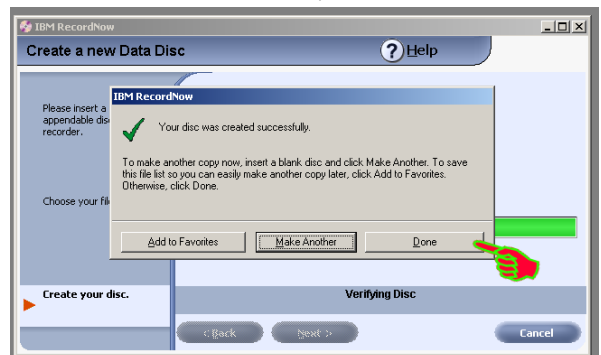 IBM RecordNow
Create a new Data Disc
? Help
IBM RecordNow
Please insert a
appendable dis
recorder.
Your disc was created successfully.
To make another copy now, insert a blank disc and click Make Another. To save
this file list so you can easily make another copy later, click Add to Favorites.
Otherwise, click Done.
Choose your fil
Add to Favorites
Make Another
Done
Create your disc.
Verifying Disc
< Back
Next >
Cancel